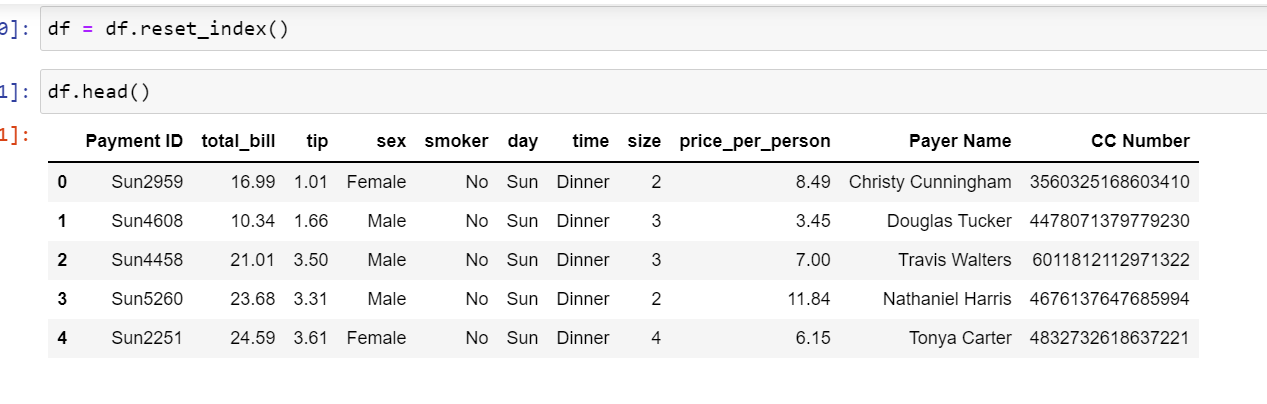 0]: df = df.reset_index()
1]: df.head()
1]:
Payment ID total_bill tip sex smoker day time size price_per_person Payer Name CC Number
0 Sun2959 16.99 1.01 Female No Sun Dinner 2 8.49 Christy Cunningham 3560325168603410
1 Sun4608 10.34 1.66 Male No Sun Dinner 3 3.45 Douglas Tucker 4478071379779230
2 Sun4458 21.01 3.50 Male No Sun Dinner 3 7.00 Travis Walters 6011812112971322
3 Sun5260 23.68 3.31 Male No Sun Dinner 2 11.84 Nathaniel Harris 4676137647685994
4 Sun2251 24.59 3.61 Female No Sun Dinner 4 6.15 Tonya Carter 4832732618637221